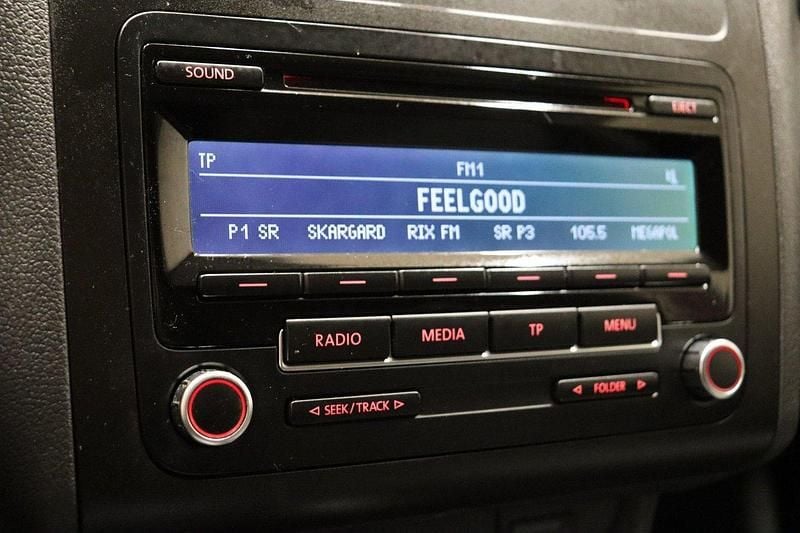 SOUND
EJECT
TP
FM1
FEELGOOD
P1 SR SKARGARD RIX FM SR P3 105.5 MEGAPOL
RADIO MEDIA TP MENU
◁ SEEK/TRACK ▷
◁ FOLDER ▷